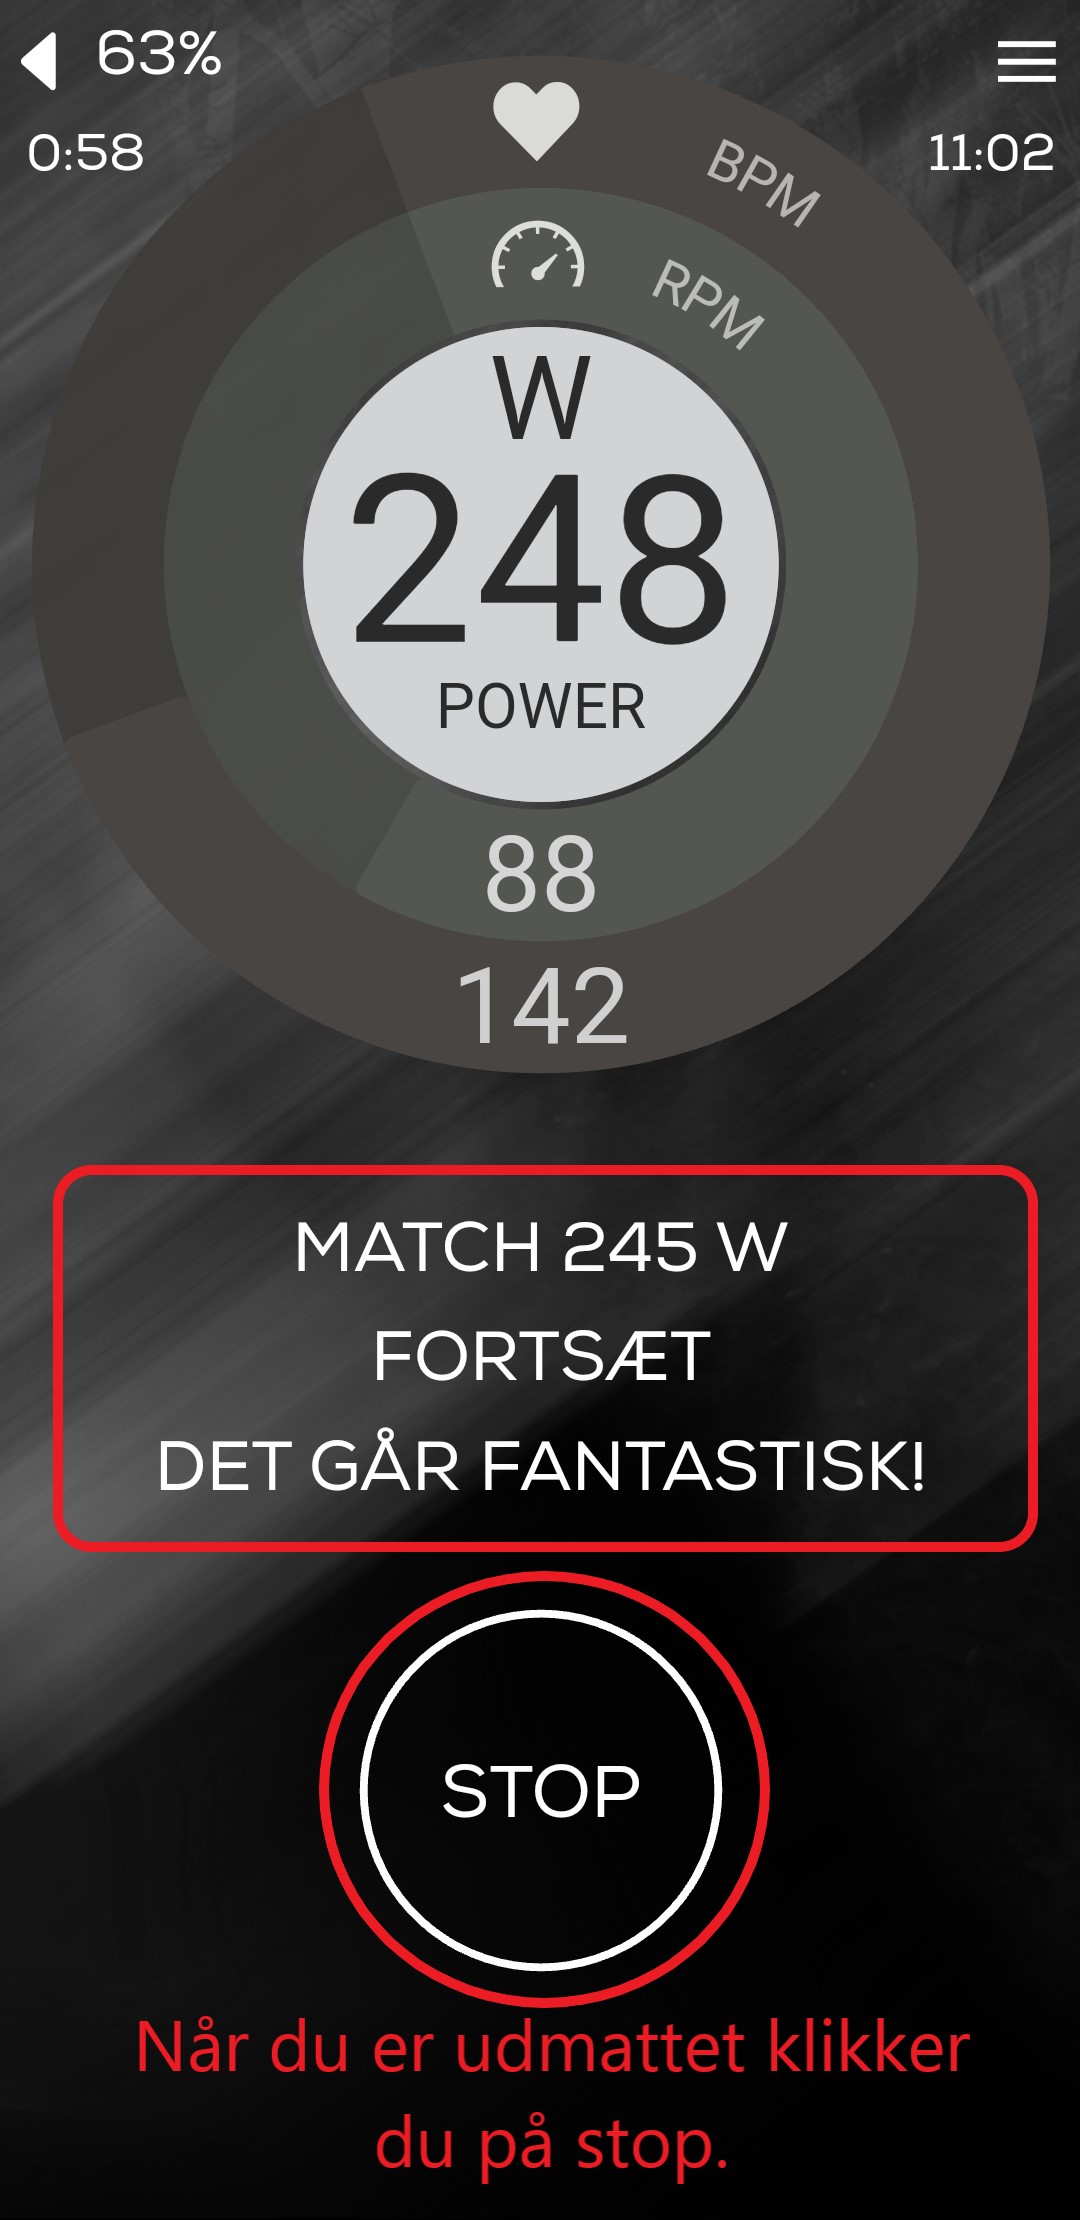 63%
0:58
11:02
BPM
RPM
W
248
POWER
88
142
MATCH 245 W
FORTSÆT
DET GÅR FANTASTISK!
STOP
Når du er udmattet klikker
du på stop.